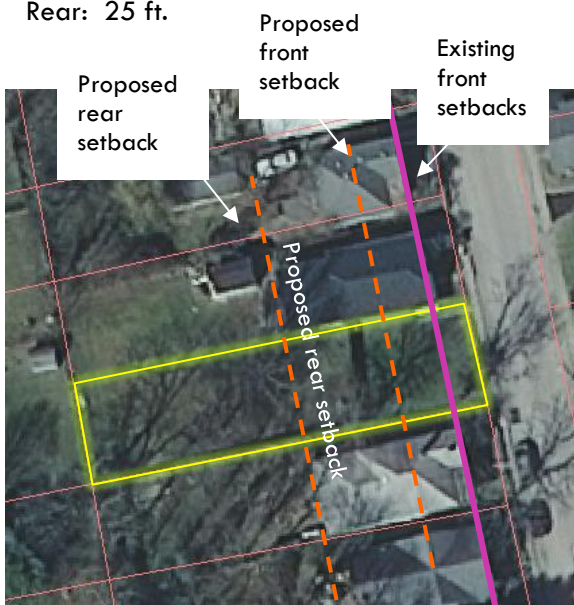 Rear: 25 ft.
Proposed
front
setback
Existing
front
setbacks
Proposed
rear
setback
Proposed rear setback